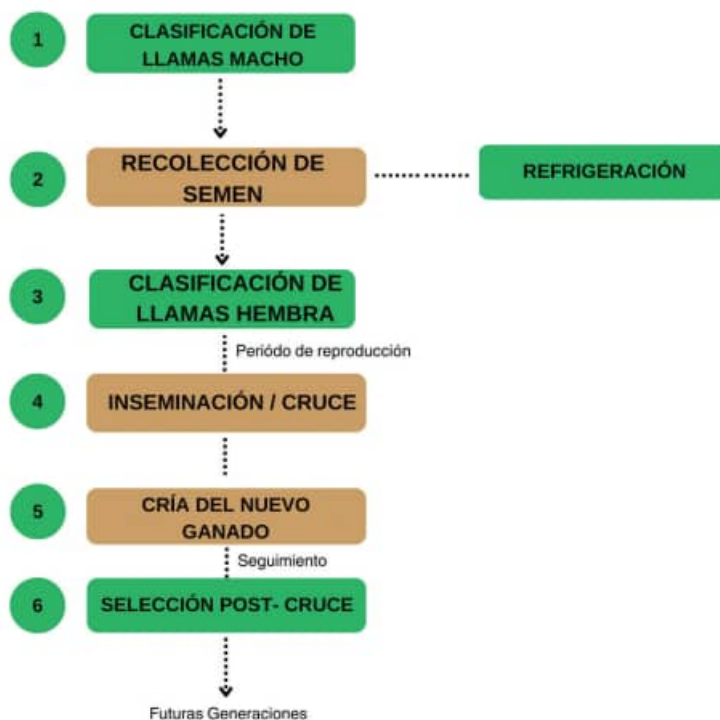 1
CLASIFICACIÓN DE
LLAMAS MACHO
2
RECOLECCIÓN DE
SEMEN
REFRIGERACIÓN
3
CLASIFICACIÓN DE
LLAMAS HEMBRA
Periódo de reproducción
4
INSEMINACIÓN / CRUCE
5
CRÍA DEL NUEVO
GANADO
Seguimiento
6
SELECCIÓN POST- CRUCE
Futuras Generaciones